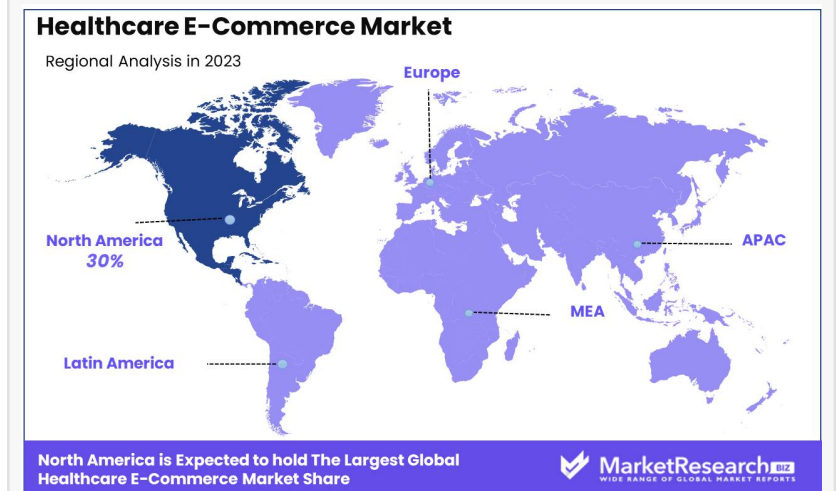 Healthcare E-Commerce Market
Regional Analysis in 2023
Europe
North America
30%
APAC
MEA
Latin America
North America is Expected to hold The Largest Global
Healthcare E-Commerce Market Share
MarketResearch BIZ
WIDE RANGE OF GLOBAL MARKET REPORTS